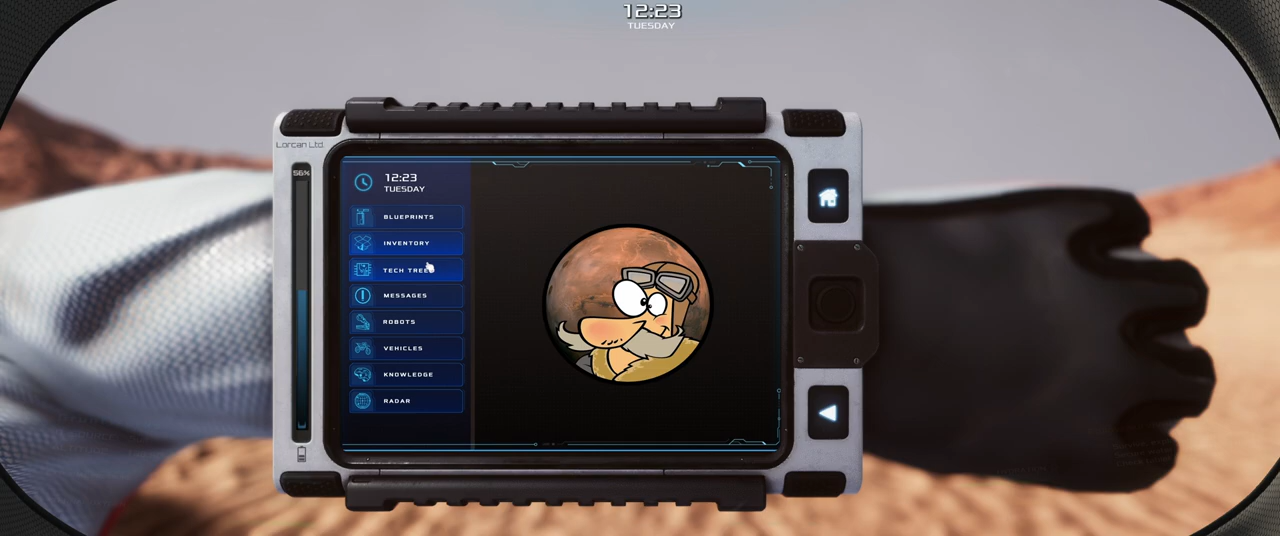 12:23
TUESDAY
Lorcan Ltd.
56%
12:23
TUESDAY
BLUEPRINTS
INVENTORY
TECH TREE
MESSAGES
ROBOTS
VEHICLES
KNOWLEDGE
RADAR